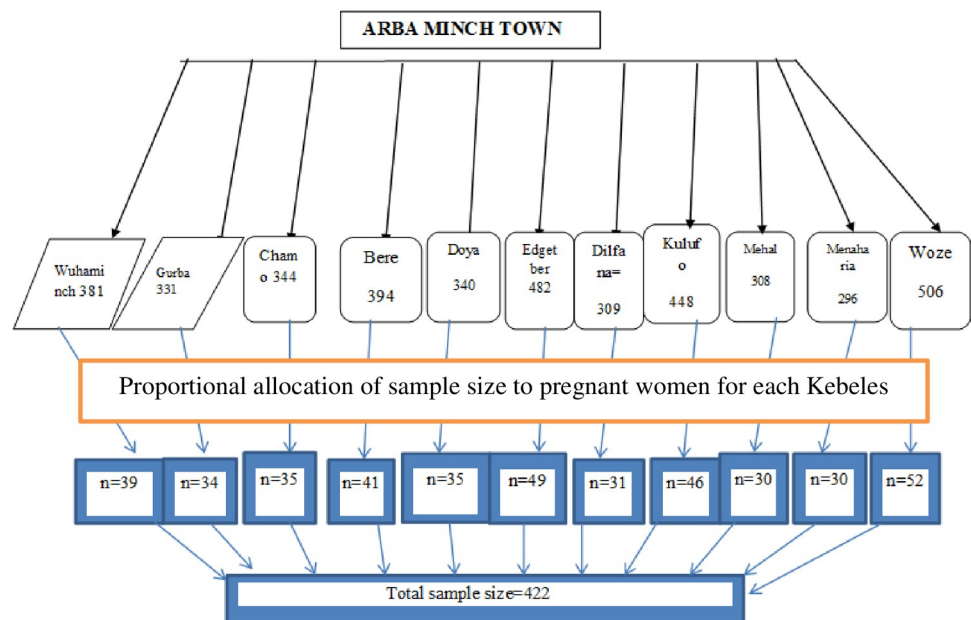 ARBA MINCH TOWN
Wuhami
nch 381
Gurba
331
Cham
o 344
Bere
394
Doya
340
Edget
ber
482
Dilfa
na=
309
Kuluf
o
448
Mehal
308
Menaha
ria
296
Woze
506
Proportional allocation of sample size to pregnant women for each Kebeles
n=39
n=34
n=35
n=41
n=35
n=49
n=31
n=46
n=30
n=30
n=52
Total sample size=422